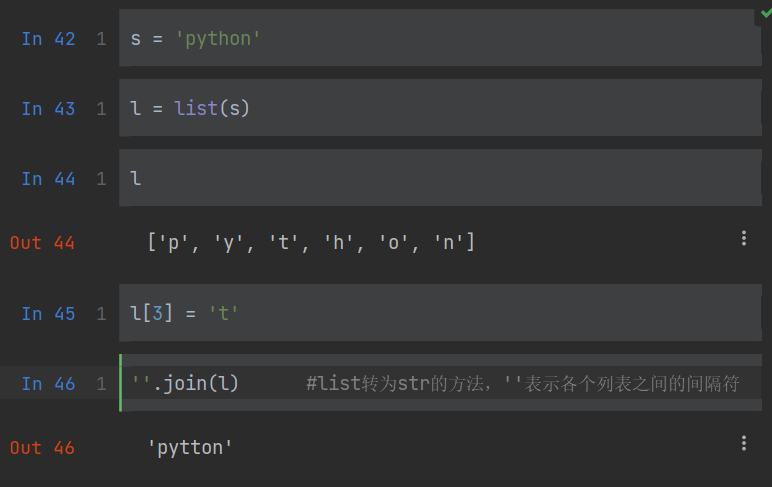 In 42 1 s = 'python'
In 43 1 l = list(s)
In 44 1 l
Out 44 ['p', 'y', 't', 'h', 'o', 'n']
In 45 1 l[3] = 't'
In 46 1 ''.join(l) #list转为str的方法，''表示各个列表之间的间隔符
Out 46 'pytton'